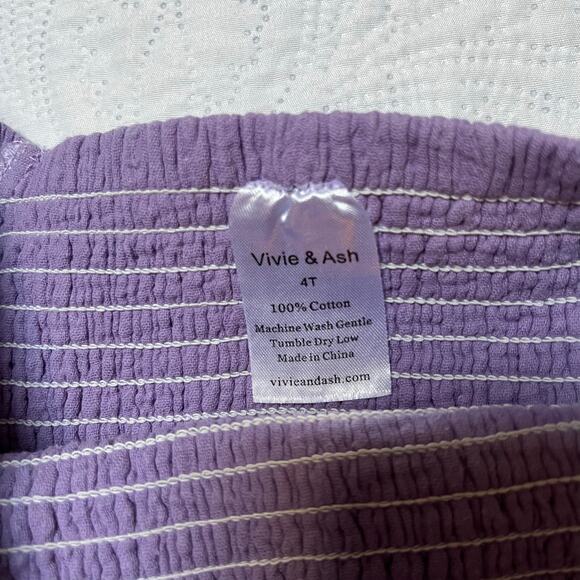 Vivie & Ash
4T
100% Cotton
Machine Wash Gentle
Tumble Dry Low
Made in China
vivieandash.com